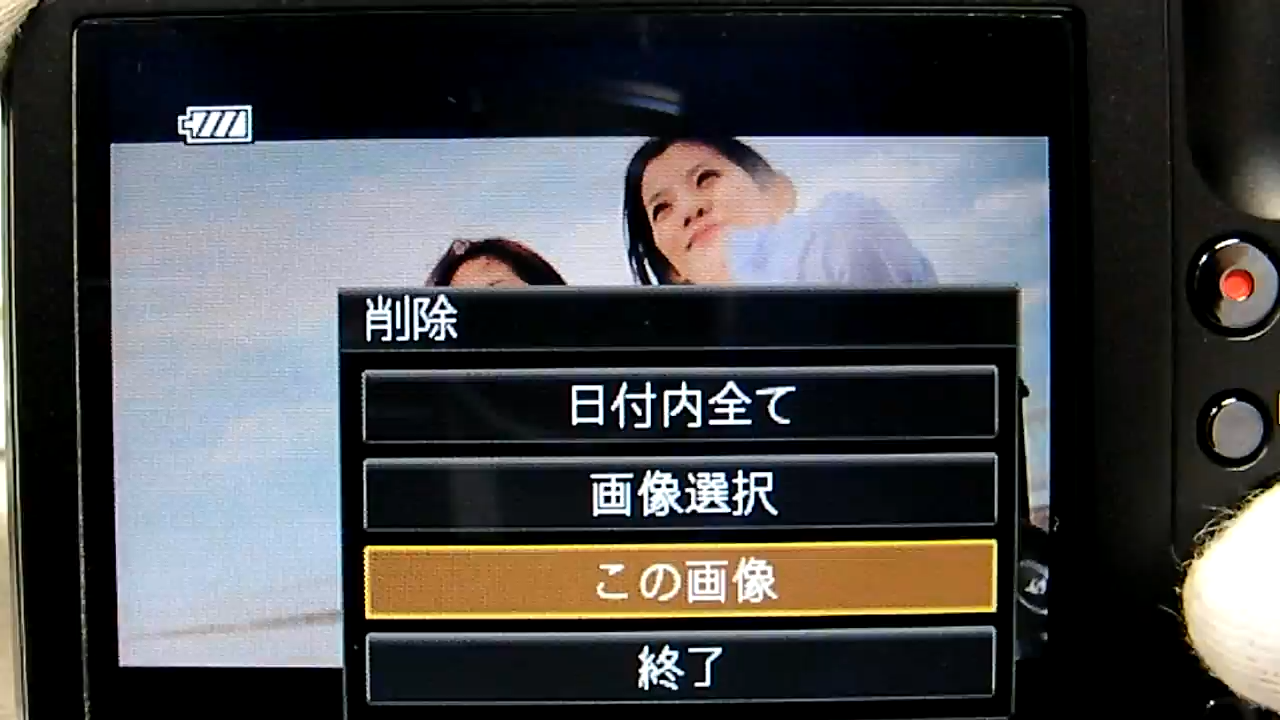 削除
日付内全て
画像選択
この画像
終了